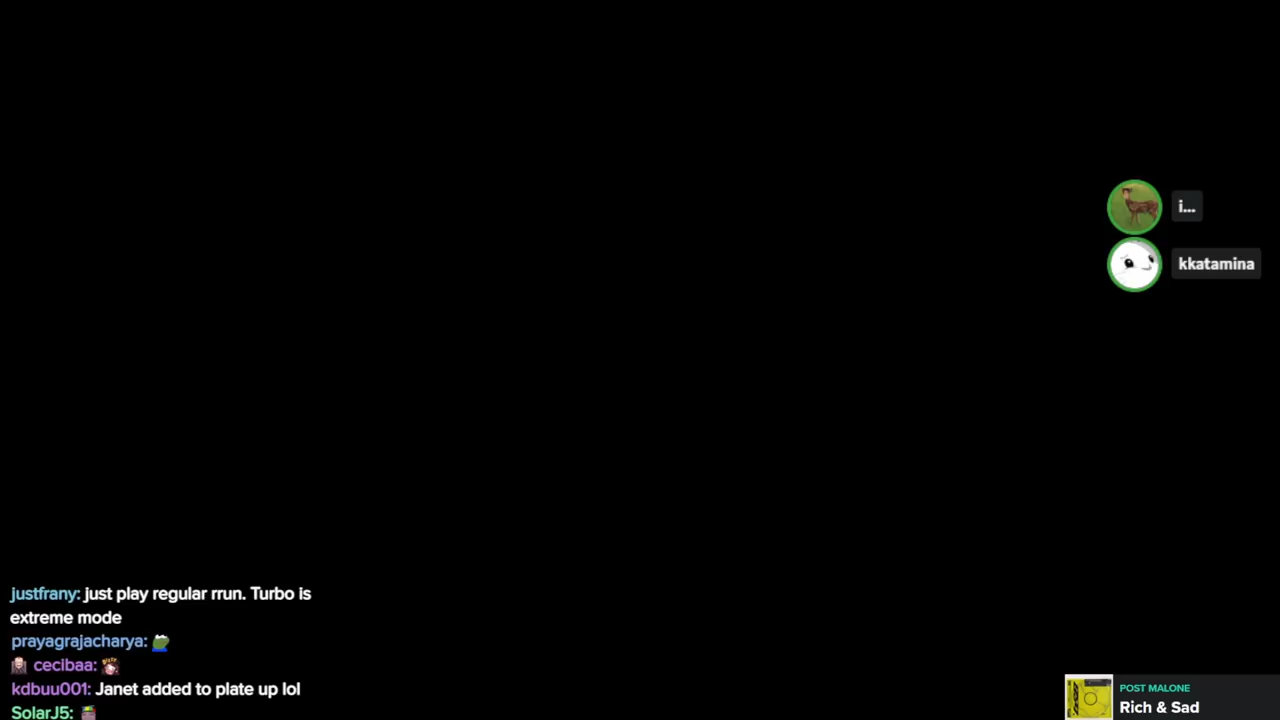 i...
kkatamina
justfrany: just play regular rrun. Turbo is
extreme mode
prayagrajacharya:
cecibaa:
kdbuu001: Janet added to plate up lol
SolarJ5:
POST MALONE
Rich & Sad